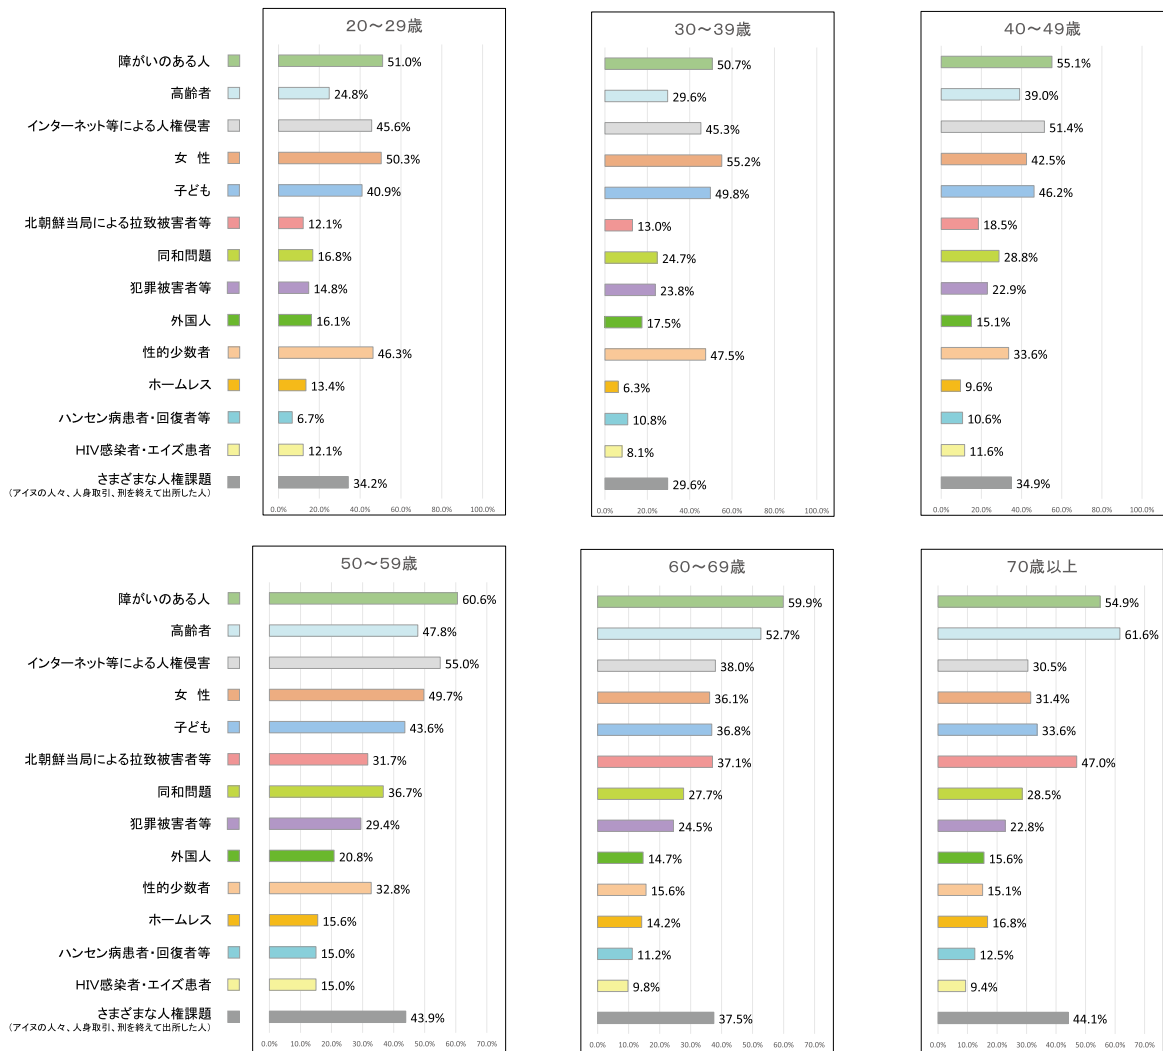 20～29歳
30～39歳
40～49歳
障がいのある人 51.0% 50.7% 55.1%
高齢者 24.8% 29.6% 39.0%
インターネット等による人権侵害 45.6% 45.3% 51.4%
女 性 50.3% 55.2% 42.5%
子ども 40.9% 49.8% 46.2%
北朝鮮当局による拉致被害者等 12.1% 13.0% 18.5%
同和問題 16.8% 24.7% 28.8%
犯罪被害者等 14.8% 23.8% 22.9%
外国人 16.1% 17.5% 15.1%
性的少数者 46.3% 47.5% 33.6%
ホームレス 13.4% 6.3% 9.6%
ハンセン病患者・回復者等 6.7% 10.8% 10.6%
HIV感染者・エイズ患者 12.1% 8.1% 11.6%
さまざまな人権課題 34.2% 29.6% 34.9%
（アイヌの人々、人身取引、刑を終えて出所した人）
0.0% 20.0% 40.0% 60.0% 80.0% 100.0%
0.0% 20.0% 40.0% 60.0% 80.0% 100.0%
0.0% 20.0% 40.0% 60.0% 80.0% 100.0%
50～59歳
60～69歳
70歳以上
障がいのある人 60.6% 59.9% 54.9%
高齢者 47.8% 52.7% 61.6%
インターネット等による人権侵害 55.0% 38.0% 30.5%
女 性 49.7% 36.1% 31.4%
子ども 43.6% 36.8% 33.6%
北朝鮮当局による拉致被害者等 31.7% 37.1% 47.0%
同和問題 36.7% 27.7% 28.5%
犯罪被害者等 29.4% 24.5% 22.8%
外国人 20.8% 14.7% 15.6%
性的少数者 32.8% 15.6% 15.1%
ホームレス 15.6% 14.2% 16.8%
ハンセン病患者・回復者等 15.0% 11.2% 12.5%
HIV感染者・エイズ患者 15.0% 9.8% 9.4%
さまざまな人権課題 43.9% 37.5% 44.1%
（アイヌの人々、人身取引、刑を終えて出所した人）
0.0% 10.0% 20.0% 30.0% 40.0% 50.0% 60.0% 70.0%
0.0% 10.0% 20.0% 30.0% 40.0% 50.0% 60.0% 70.0%
0.0% 10.0% 20.0% 30.0% 40.0% 50.0% 60.0% 70.0%